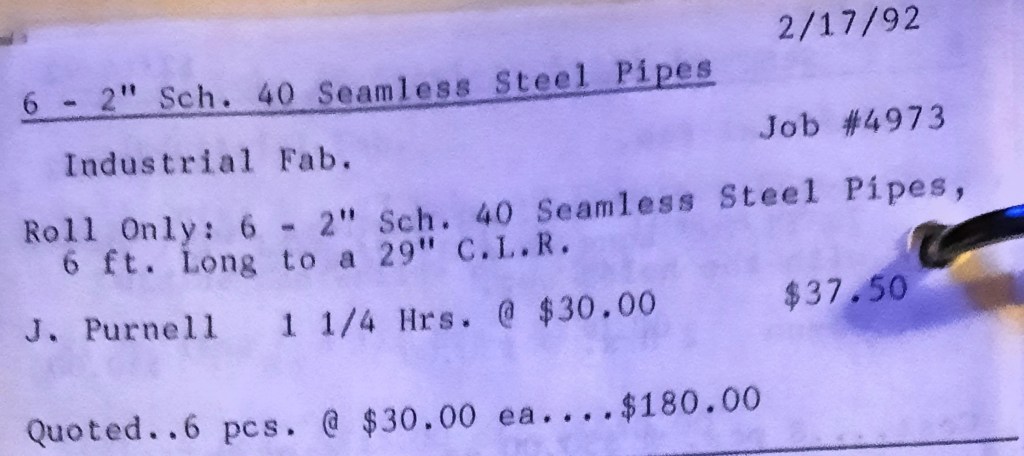 2/17/92
6 - 2" Sch. 40 Seamless Steel Pipes
Job #4973
Industrial Fab.
Roll Only: 6 - 2" Sch. 40 Seamless Steel Pipes,
6 ft. Long to a 29" C.L.R.
J. Purnell 1 1/4 Hrs. @ $30.00 $37.50
Quoted..6 pcs. @ $30.00 ea....$180.00